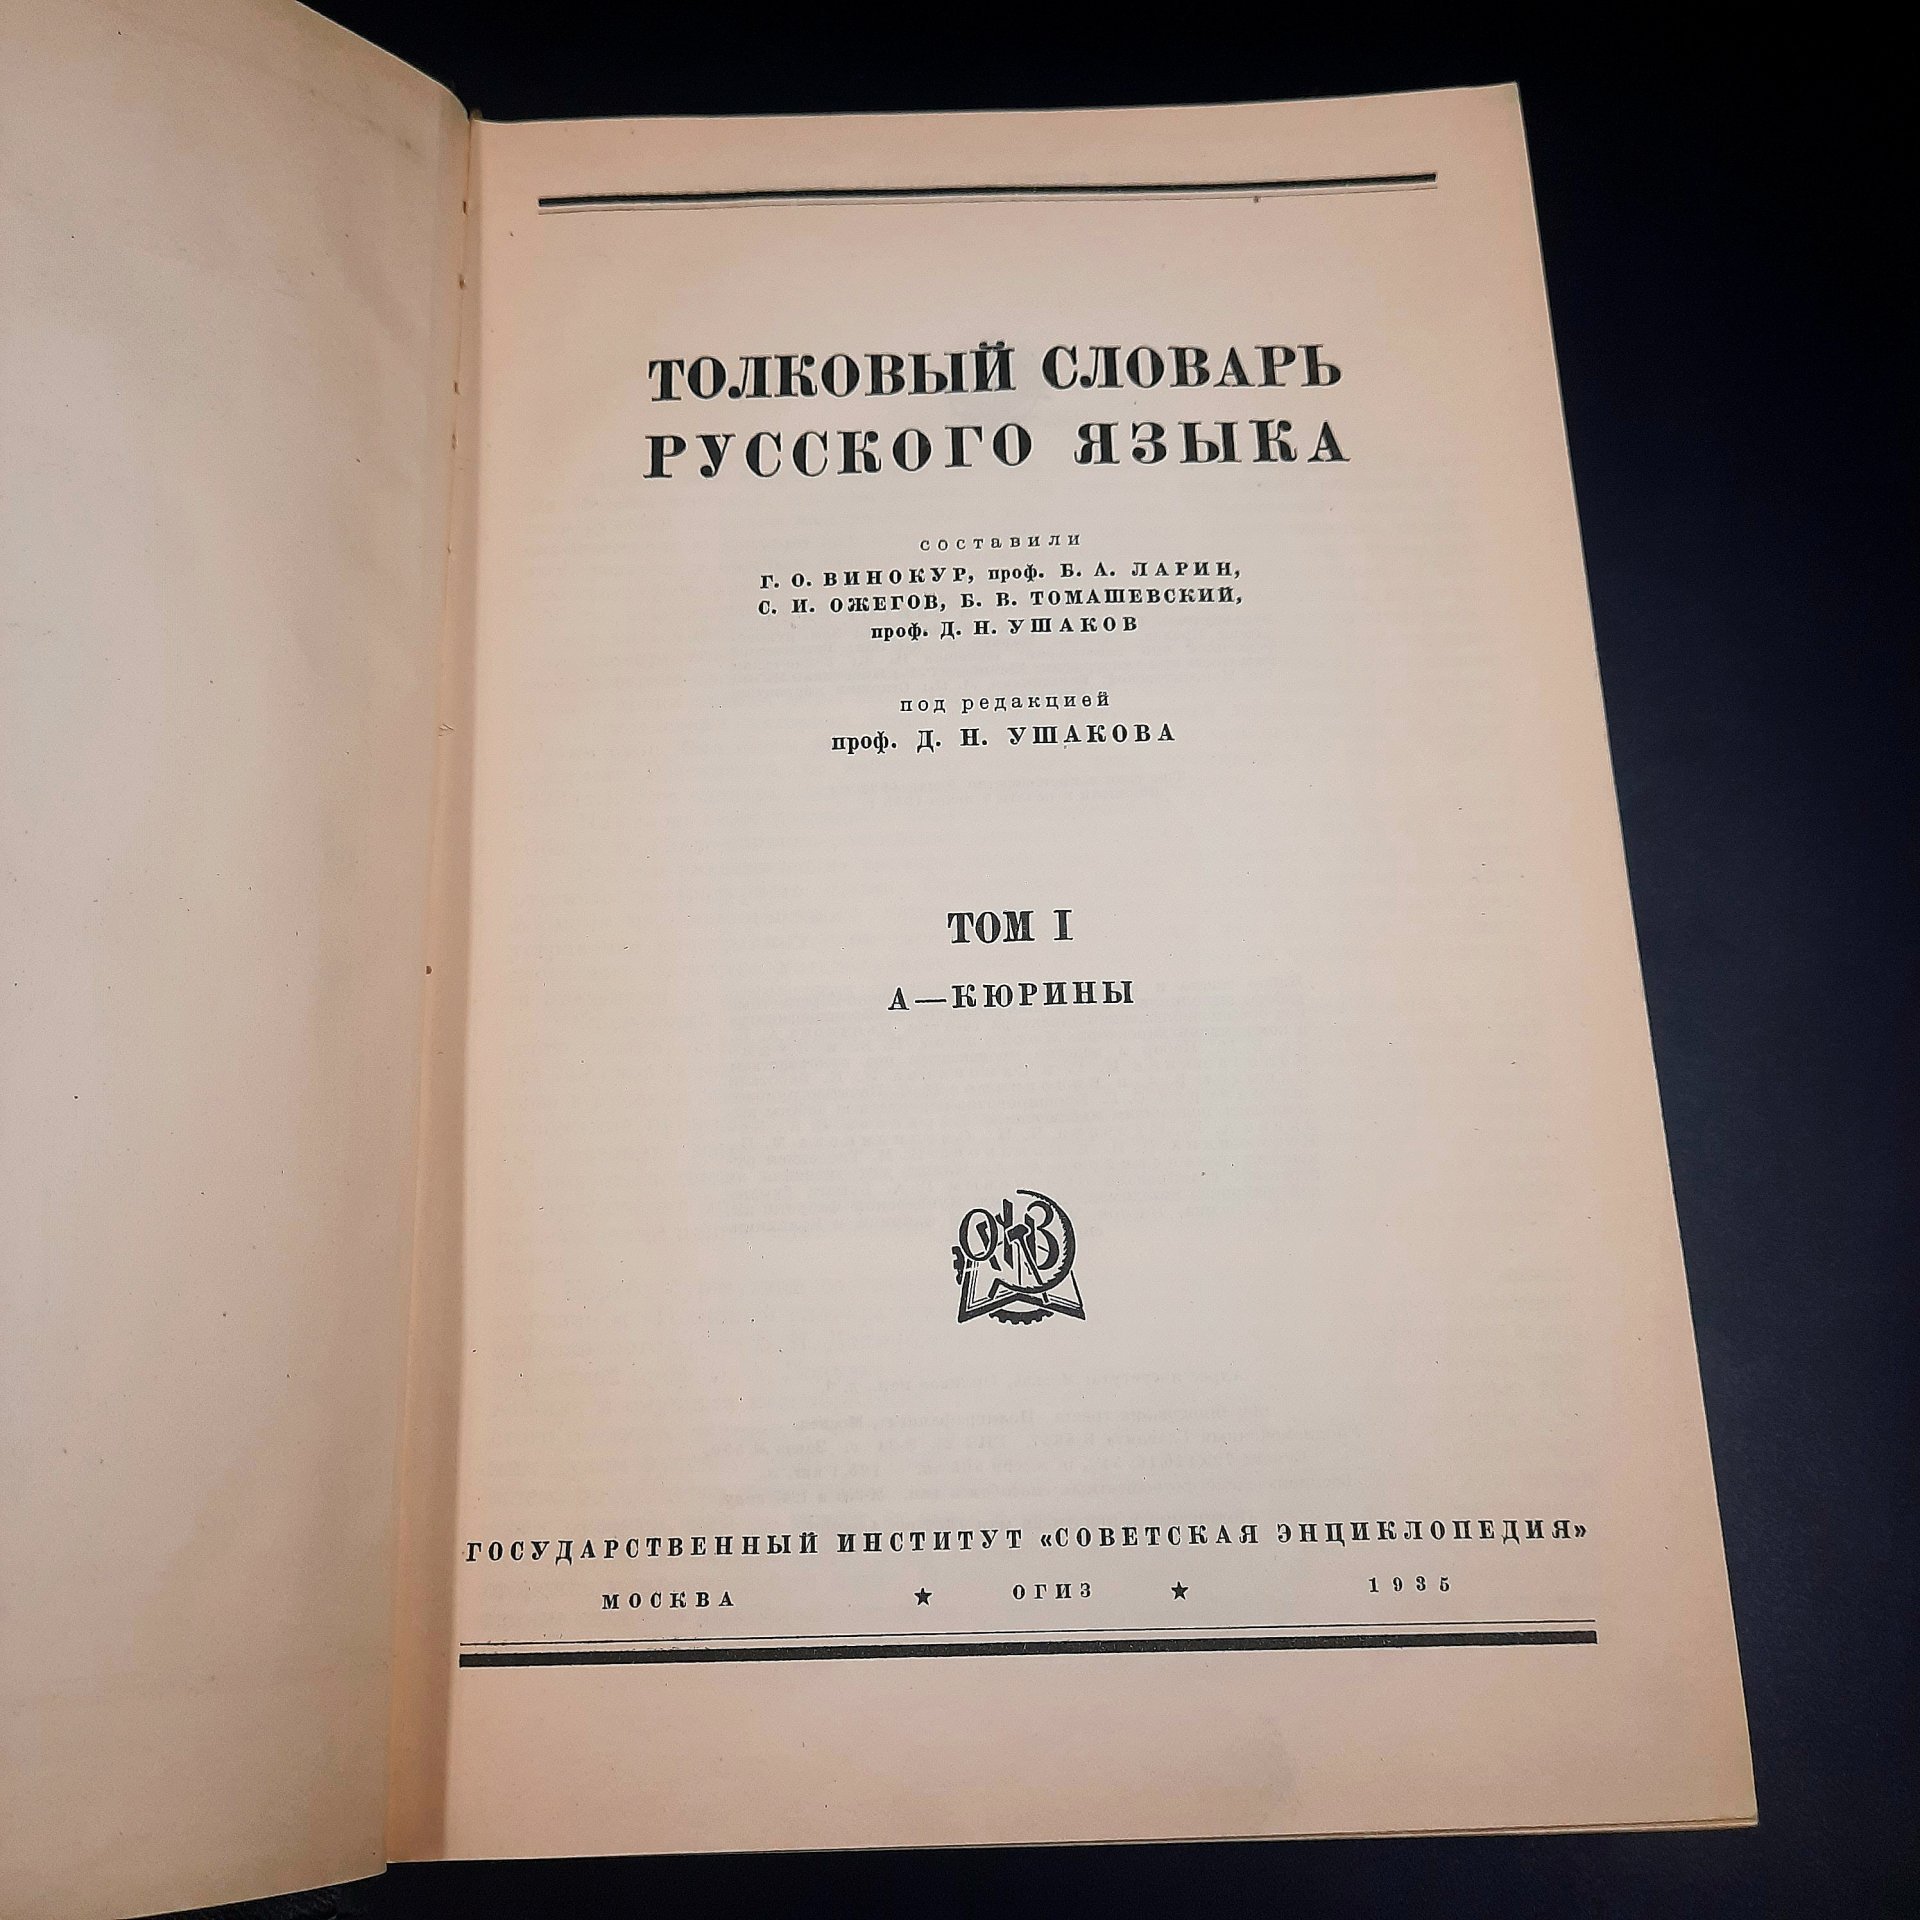 ТОЛКОВЫЙ СЛОВАРЬ
РУССКОГО ЯЗЫКА
составили
Г. О. ВИНОКУР, проф. Б. А. ЛАРИН,
С. И. ОЖЕГОВ, Б. В. ТОМАШЕВСКИЙ,
проф. Д. Н. УШАКОВ
под редакцией
проф. Д. Н. УШАКОВА
ТОМ I
А—КЮРИНЫ
ОГИЗ
ГОСУДАРСТВЕННЫЙ ИНСТИТУТ «СОВЕТСКАЯ ЭНЦИКЛОПЕДИЯ»
МОСКВА ★ ОГИЗ ★ 1935